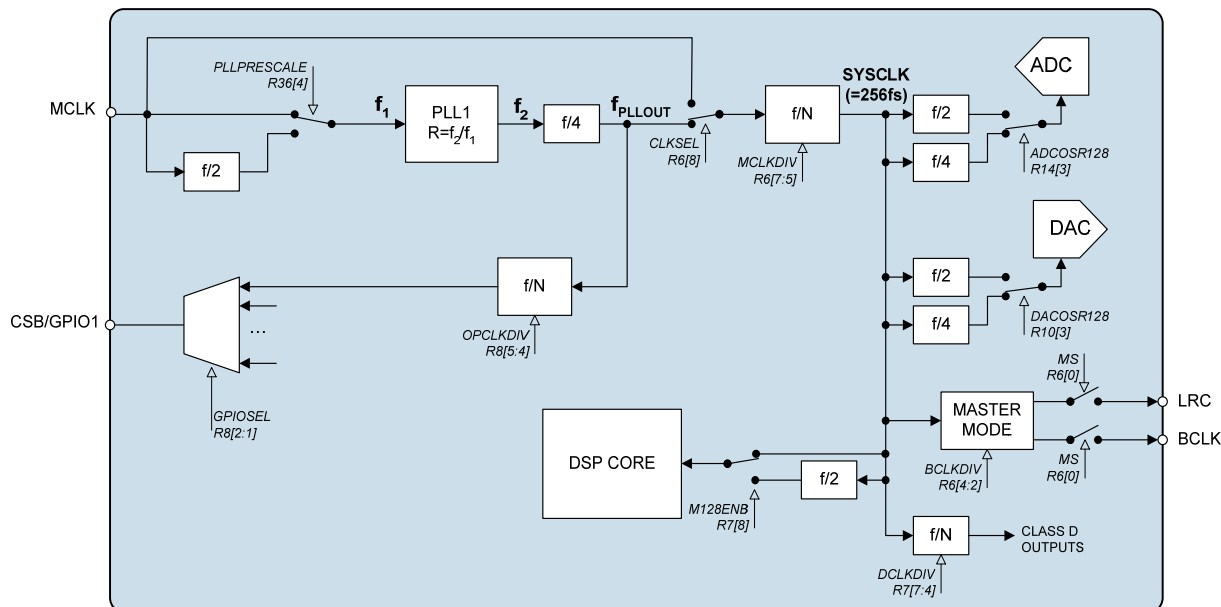 PLLPRESCALE
R36[4]
MCLK
f/2
f1
PLL1
R=f2/f1
f2
f/4
fPLLOUT
CLKSEL
R6[8]
f/N
MCLKDIV
R6[7:5]
SYSCLK
(=256fs)
f/2
f/4
ADC
ADCOSR128
R14[3]
DAC
f/2
f/4
DACOSR128
R10[3]
CSB/GPIO1
...
GPIOSEL
R8[2:1]
f/N
OPCLKDIV
R8[5:4]
MS
R6[0]
LRC
MASTER
MODE
BCLK
BCLKDIV
R6[4:2]
MS
R6[0]
DSP CORE
f/2
M128ENB
R7[8]
f/N
CLASS D
OUTPUTS
DCLKDIV
R7[7:4]